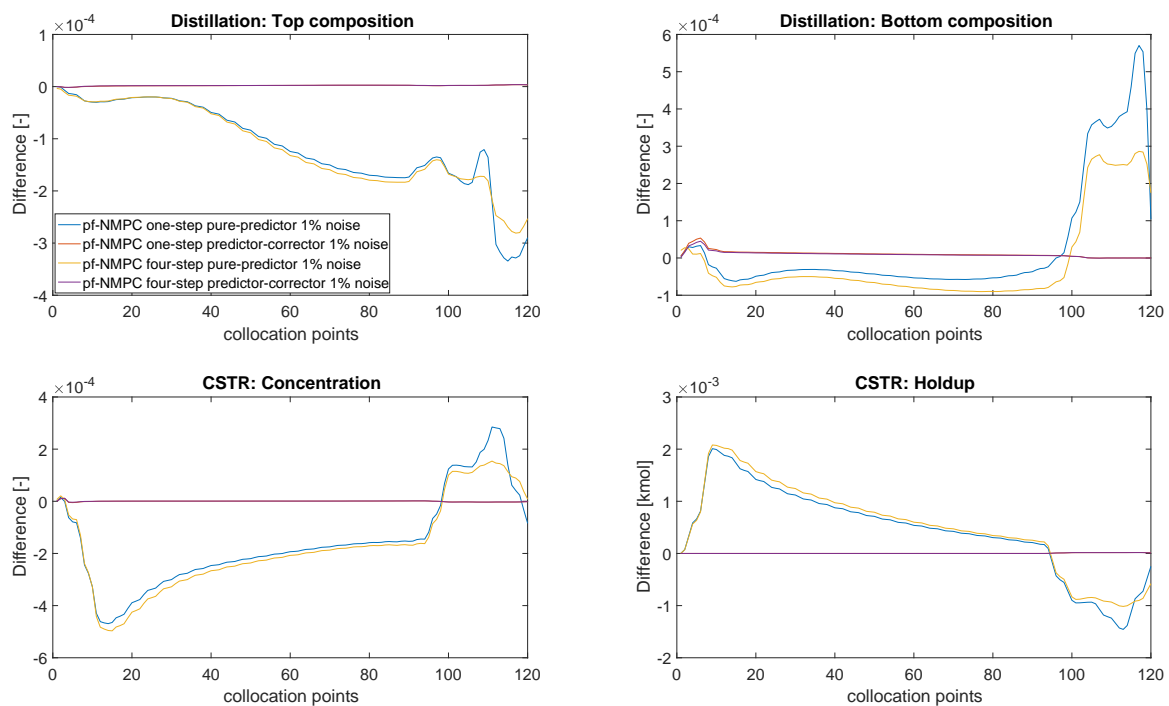 Distillation: Top composition
×10⁻⁴
1
0
-1
-2
-3
-4
Difference [-]
pf-NMPC one-step pure-predictor 1% noise
pf-NMPC one-step predictor-corrector 1% noise
pf-NMPC four-step pure-predictor 1% noise
pf-NMPC four-step predictor-corrector 1% noise
0 20 40 60 80 100 120
collocation points
Distillation: Bottom composition
×10⁻⁴
6
5
4
3
2
1
0
-1
Difference [-]
0 20 40 60 80 100 120
collocation points
CSTR: Concentration
×10⁻⁴
4
2
0
-2
-4
-6
Difference [-]
0 20 40 60 80 100 120
collocation points
CSTR: Holdup
×10⁻³
3
2
1
0
-1
-2
Difference [kmol]
0 20 40 60 80 100 120
collocation points